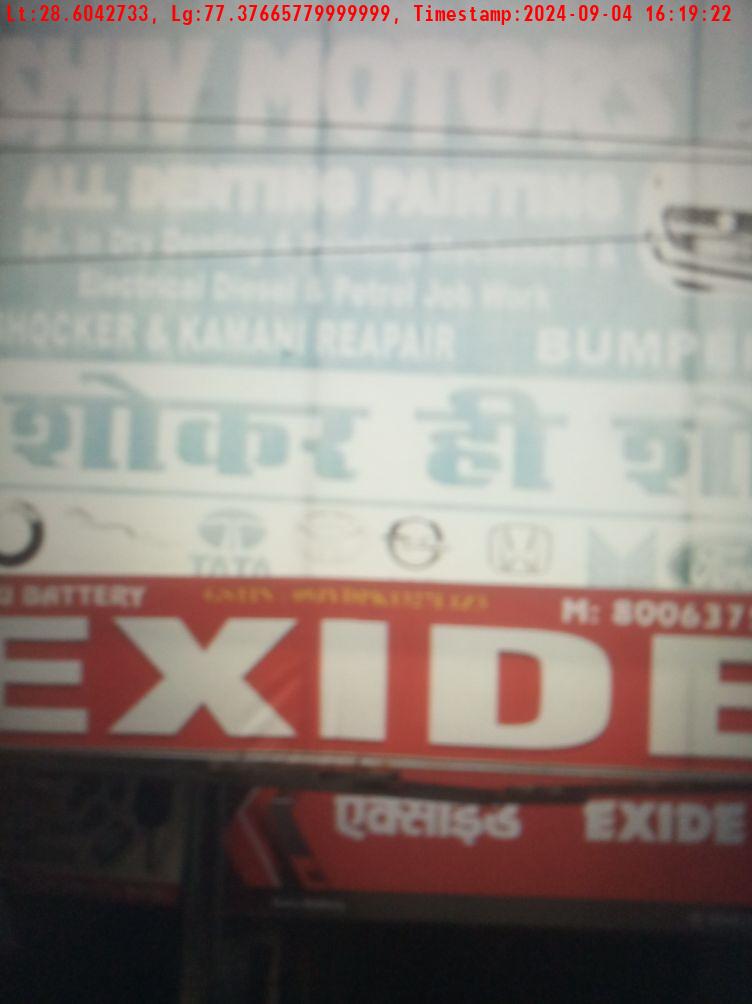 Lt:28.6042733, Lg:77.37665779999999, Timestamp:2024-09-04 16:19:22
SHIV MOTORS
ALL DENTING PAINTING
Electrical Diesel & Petrol Job Work
SHOCKER & KAMANI REAPAIR BUMPE
शोकर ही शो
TATA
BATTERY M: 800637
EXIDE
एक्साइड EXIDE